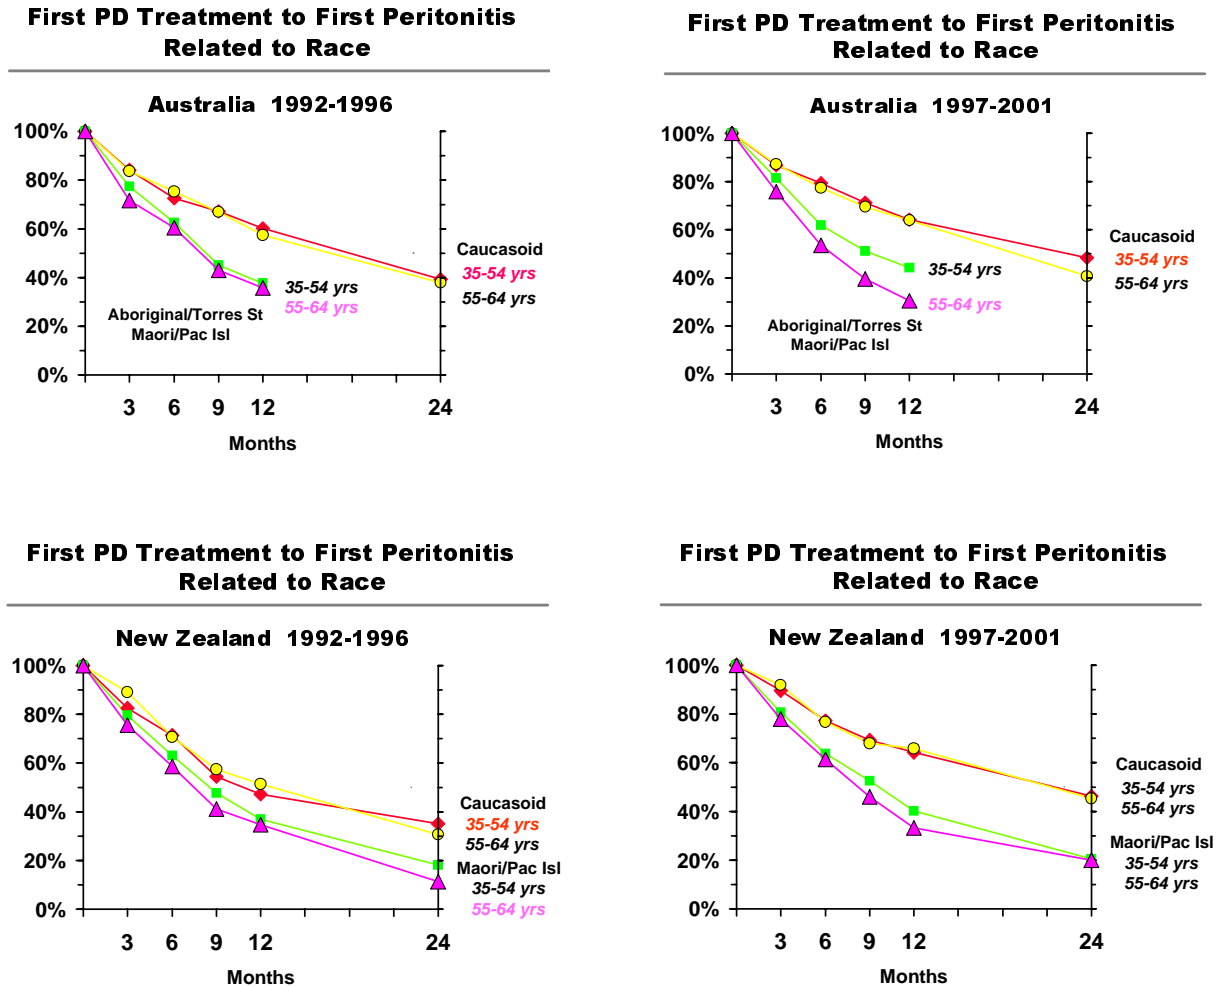 First PD Treatment to First Peritonitis
Related to Race
Australia 1992-1996
100%
80%
60%
40%
20%
0%
3 6 9 12 24
Months
Caucasoid
35-54 yrs
55-64 yrs
35-54 yrs
55-64 yrs
Aboriginal/Torres St
Maori/Pac Isl
First PD Treatment to First Peritonitis
Related to Race
Australia 1997-2001
100%
80%
60%
40%
20%
0%
3 6 9 12 24
Months
Caucasoid
35-54 yrs
55-64 yrs
35-54 yrs
55-64 yrs
Aboriginal/Torres St
Maori/Pac Isl
First PD Treatment to First Peritonitis
Related to Race
New Zealand 1992-1996
100%
80%
60%
40%
20%
0%
3 6 9 12 24
Months
Caucasoid
35-54 yrs
55-64 yrs
Maori/Pac Isl
35-54 yrs
55-64 yrs
First PD Treatment to First Peritonitis
Related to Race
New Zealand 1997-2001
100%
80%
60%
40%
20%
0%
3 6 9 12 24
Months
Caucasoid
35-54 yrs
55-64 yrs
Maori/Pac Isl
35-54 yrs
55-64 yrs